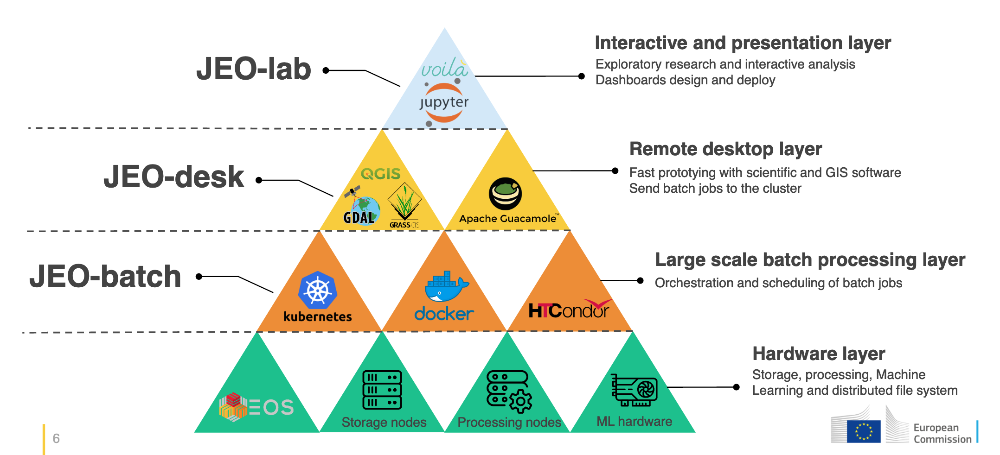 JEO-lab
voilà
jupyter
Interactive and presentation layer
Exploratory research and interactive analysis
Dashboards design and deploy
JEO-desk
QGIS
GDAL
GRASS GIS
Apache Guacamole™
Remote desktop layer
Fast prototying with scientific and GIS software
Send batch jobs to the cluster
JEO-batch
kubernetes
docker
HTCondor
Large scale batch processing layer
Orchestration and scheduling of batch jobs
EOS
Storage nodes
Processing nodes
ML hardware
Hardware layer
Storage, processing, Machine
Learning and distributed file system
6
European
Commission